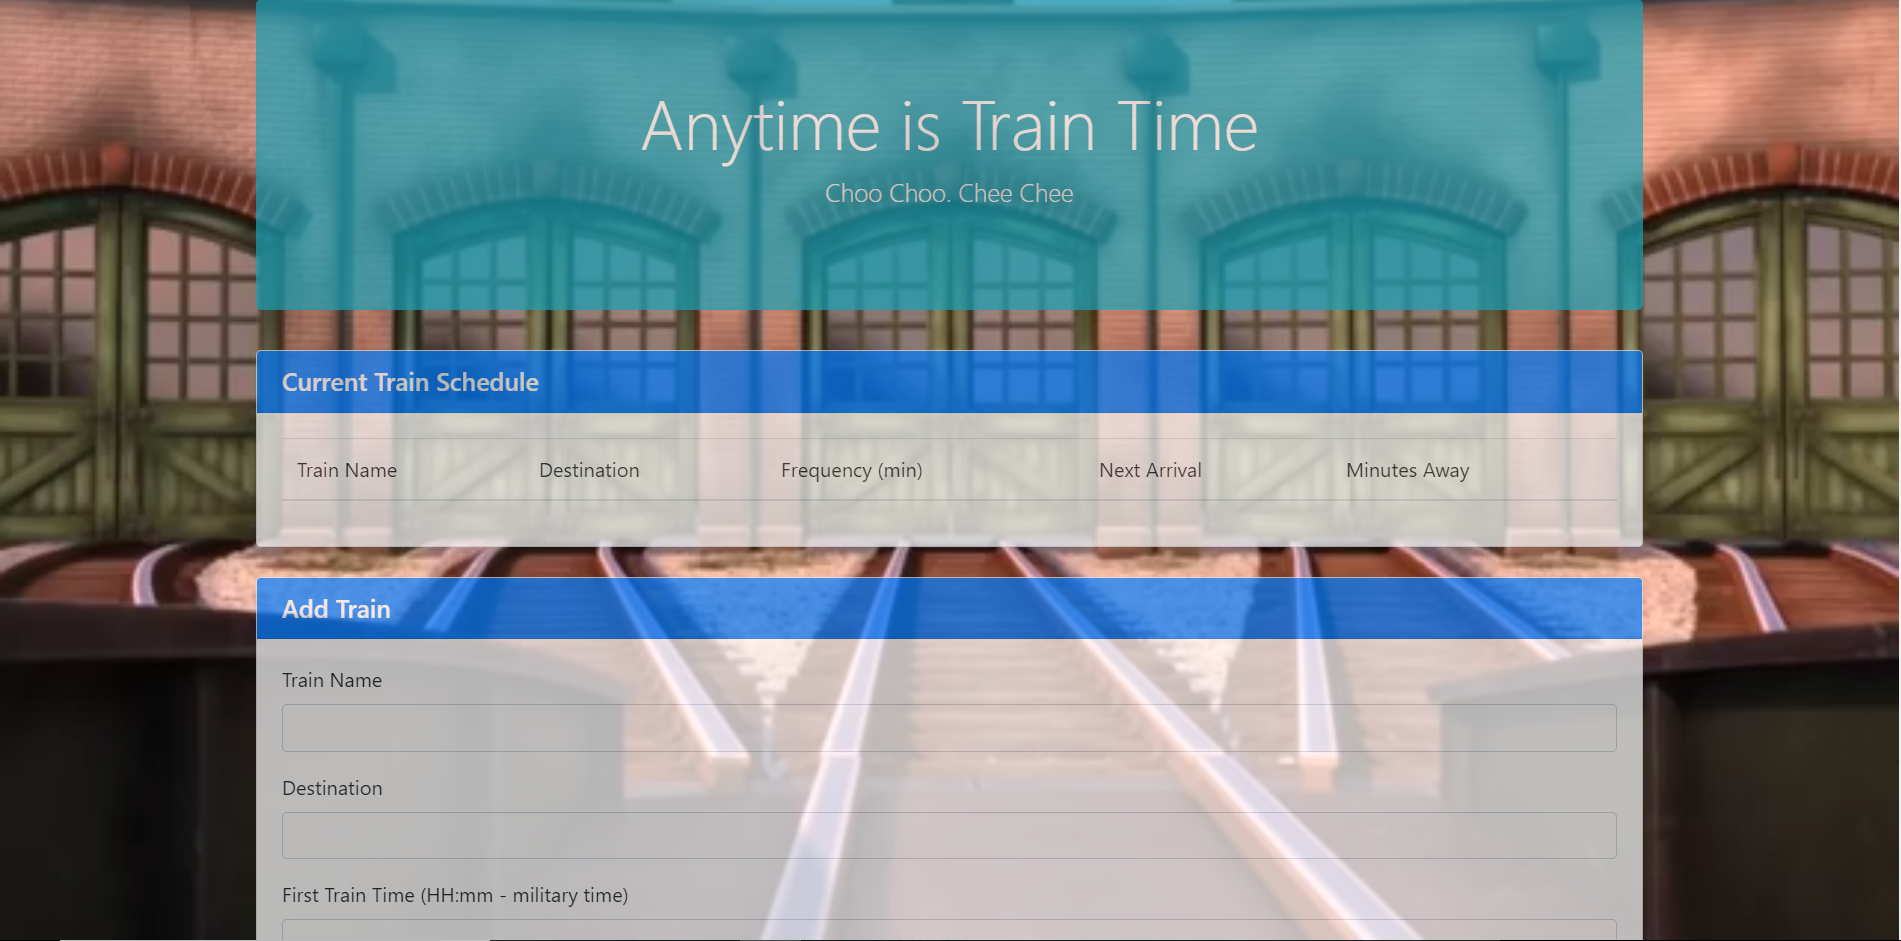 Anytime is Train Time
Choo Choo. Chee Chee
Current Train Schedule
Train Name Destination Frequency (min) Next Arrival Minutes Away
Add Train
Train Name
Destination
First Train Time (HH:mm - military time)